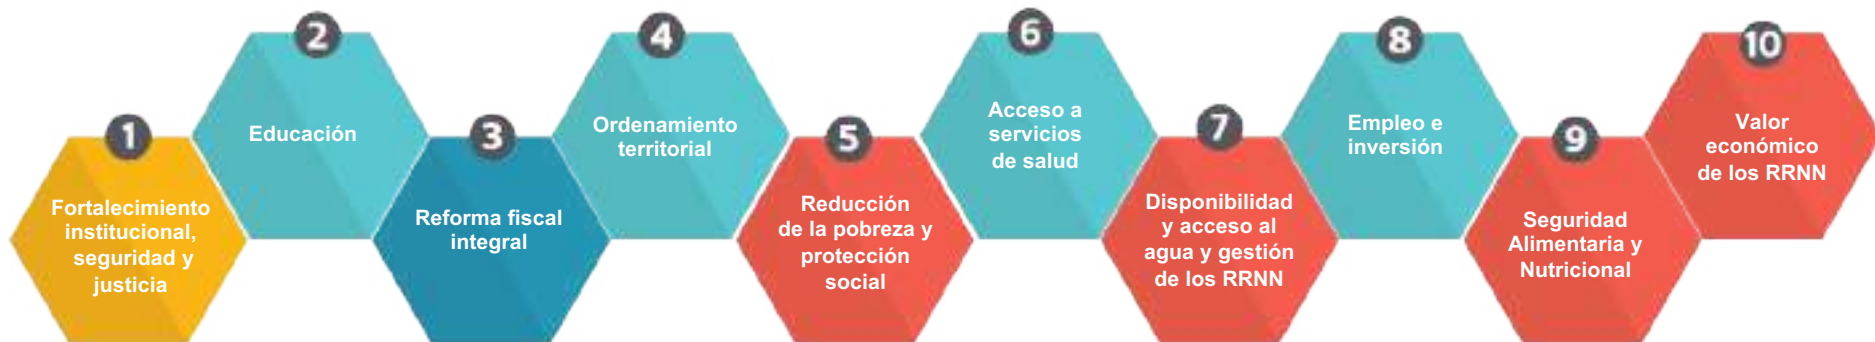 1
Fortalecimiento
institucional,
seguridad y
justicia
2
Educación
3
Reforma fiscal
integral
4
Ordenamiento
territorial
5
Reducción
de la pobreza y
protección
social
6
Acceso a
servicios
de salud
7
Disponibilidad
y acceso al
agua y gestión
de los RRNN
8
Empleo e
inversión
9
Seguridad
Alimentaria y
Nutricional
10
Valor
económico
de los RRNN